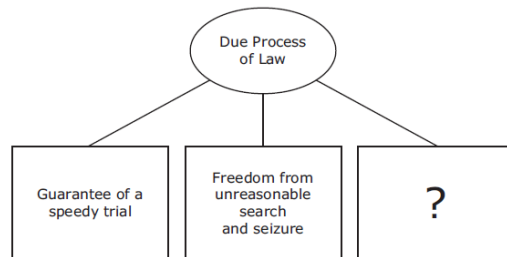 Due Process
of Law
Guarantee of a
speedy trial
Freedom from
unreasonable
search
and seizure
?